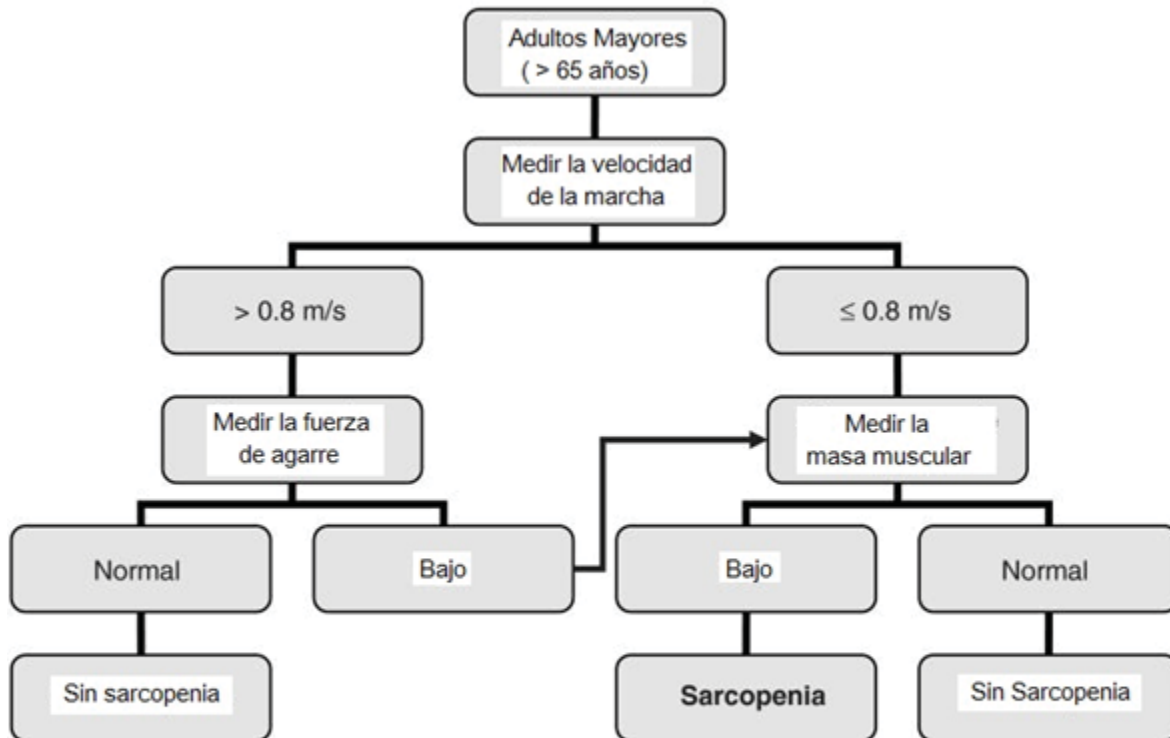 Adultos Mayores
( > 65 años)
Medir la velocidad
de la marcha
> 0.8 m/s
≤ 0.8 m/s
Medir la fuerza
de agarre
Medir la
masa muscular
Normal
Bajo
Bajo
Normal
Sin sarcopenia
Sarcopenia
Sin Sarcopenia